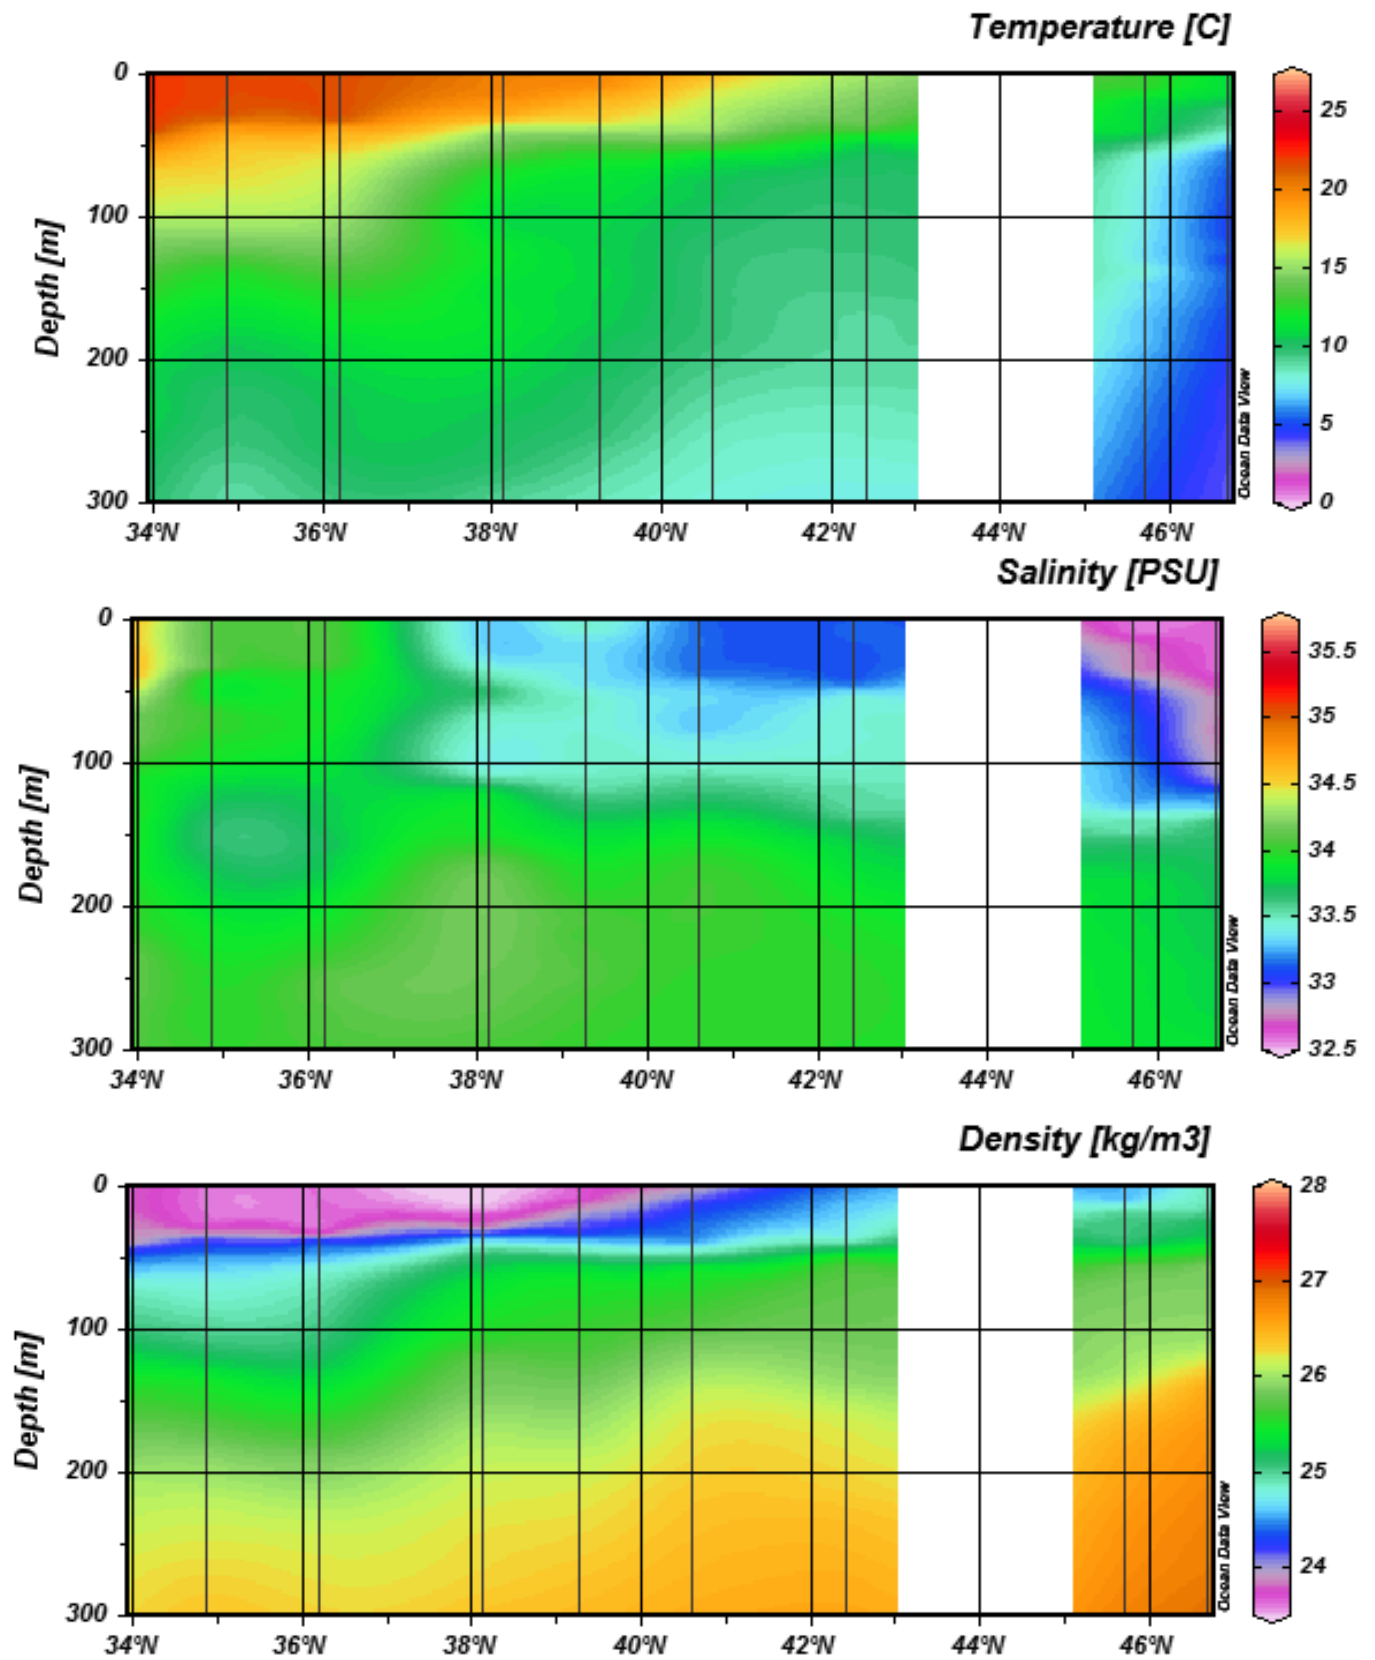 Temperature [C]
0
100
200
300
Depth [m]
34°N 36°N 38°N 40°N 42°N 44°N 46°N
25
20
15
10
5
0
Ocean Data View
Salinity [PSU]
0
100
200
300
Depth [m]
34°N 36°N 38°N 40°N 42°N 44°N 46°N
35.5
35
34.5
34
33.5
33
32.5
Ocean Data View
Density [kg/m3]
0
100
200
300
Depth [m]
34°N 36°N 38°N 40°N 42°N 44°N 46°N
28
27
26
25
24
Ocean Data View